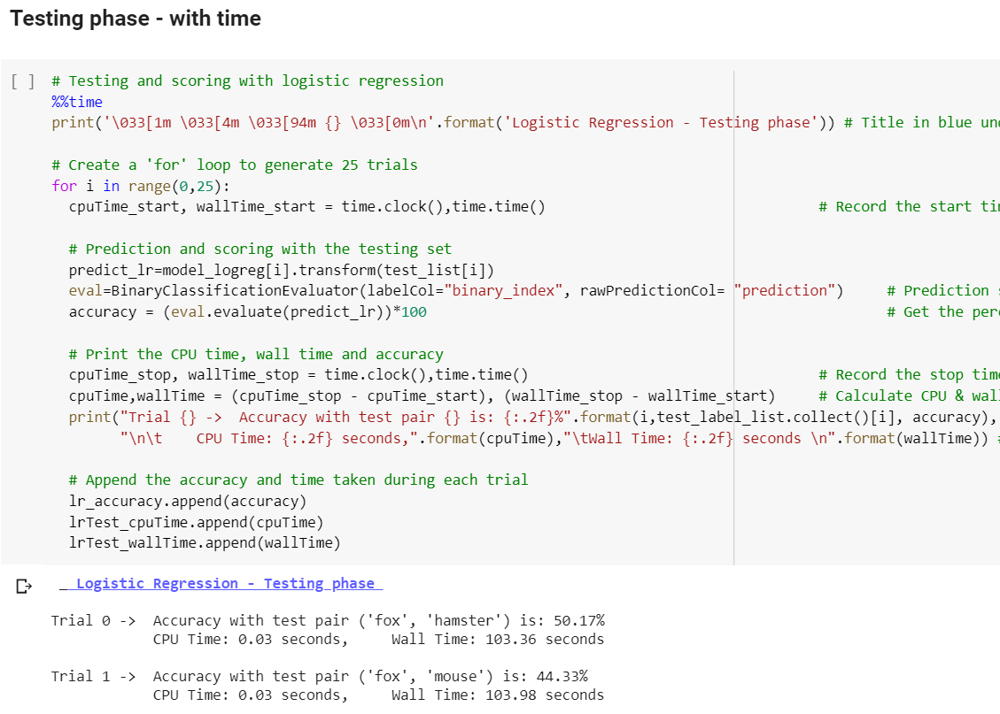 Testing phase - with time
[ ] # Testing and scoring with logistic regression
%%time
print('\033[1m \033[4m \033[94m {} \033[0m\n'.format('Logistic Regression - Testing phase')) # Title in blue
# Create a 'for' loop to generate 25 trials
for i in range(0,25):
cpuTime_start, wallTime_start = time.clock(),time.time() # Record the start
# Prediction and scoring with the testing set
predict_lr=model_logreg[i].transform(test_list[i])
eval=BinaryClassificationEvaluator(labelCol="binary_index", rawPredictionCol= "prediction") # Prediction
accuracy = (eval.evaluate(predict_lr))*100 # Get the
# Print the CPU time, wall time and accuracy
cpuTime_stop, wallTime_stop = time.clock(),time.time() # Record the stop time
cpuTime,wallTime = (cpuTime_stop - cpuTime_start), (wallTime_stop - wallTime_start) # Calculate CPU & wall
print("Trial {} ->  Accuracy with test pair {} is: {:.2f}%".format(i,test_label_list.collect()[i], accuracy),
"\n\t    CPU Time: {:.2f} seconds,".format(cpuTime),"\tWall Time: {:.2f} seconds \n".format(wallTime)) #
# Append the accuracy and time taken during each trial
lr_accuracy.append(accuracy)
lrTest_cpuTime.append(cpuTime)
lrTest_wallTime.append(wallTime)
Logistic Regression - Testing phase
Trial 0 ->  Accuracy with test pair ('fox', 'hamster') is: 50.17%
CPU Time: 0.03 seconds, Wall Time: 103.36 seconds
Trial 1 ->  Accuracy with test pair ('fox', 'mouse') is: 44.33%
CPU Time: 0.03 seconds, Wall Time: 103.98 seconds